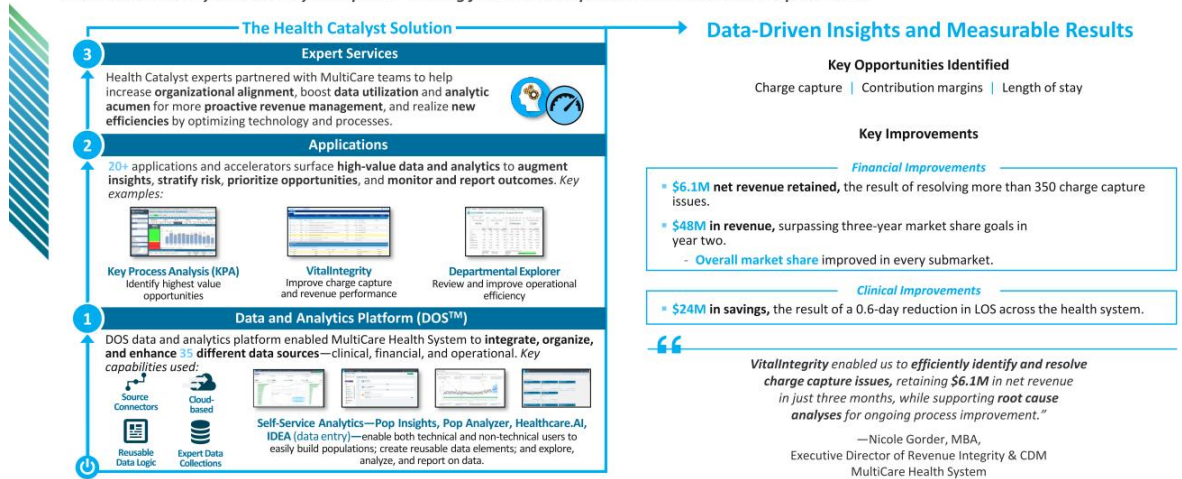 The Health Catalyst Solution
3
Expert Services
Health Catalyst experts partnered with MultiCare teams to help
increase organizational alignment, boost data utilization and analytic
acumen for more proactive revenue management, and realize new
efficiencies by optimizing technology and processes.
2
Applications
20+ applications and accelerators surface high-value data and analytics to augment
insights, stratify risk, prioritize opportunities, and monitor and report outcomes. Key
examples:
Key Process Analysis (KPA)
Identify highest value
opportunities
VitalIntegrity
Improve charge capture
and revenue performance
Departmental Explorer
Review and improve operational
efficiency
1
Data and Analytics Platform (DOS™)
DOS data and analytics platform enabled MultiCare Health System to integrate, organize,
and enhance 35 different data sources—clinical, financial, and operational. Key
capabilities used:
Source
Connectors
Cloud-
based
Reusable
Data Logic
Expert Data
Collections
Self-Service Analytics—Pop Insights, Pop Analyzer, Healthcare.AI,
IDEA (data entry)—enable both technical and non-technical users to
easily build populations; create reusable data elements; and explore,
analyze, and report on data.
Data-Driven Insights and Measurable Results
Key Opportunities Identified
Charge capture | Contribution margins | Length of stay
Key Improvements
Financial Improvements
▪ $6.1M net revenue retained, the result of resolving more than 350 charge capture
issues.
▪ $48M in revenue, surpassing three-year market share goals in
year two.
- Overall market share improved in every submarket.
Clinical Improvements
▪ $24M in savings, the result of a 0.6-day reduction in LOS across the health system.
“
VitalIntegrity enabled us to efficiently identify and resolve
charge capture issues, retaining $6.1M in net revenue
in just three months, while supporting root cause
analyses for ongoing process improvement.”
—Nicole Gorder, MBA,
Executive Director of Revenue Integrity & CDM
MultiCare Health System